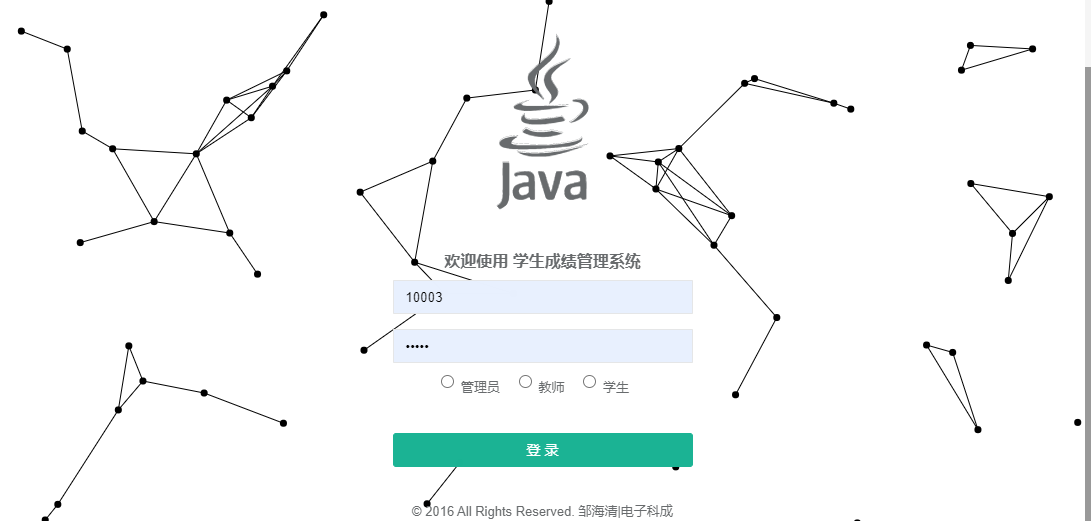 Java
欢迎使用 学生成绩管理系统
10003
•••••
管理员 教师 学生
登 录
© 2016 All Rights Reserved. 邹海清|电子科成